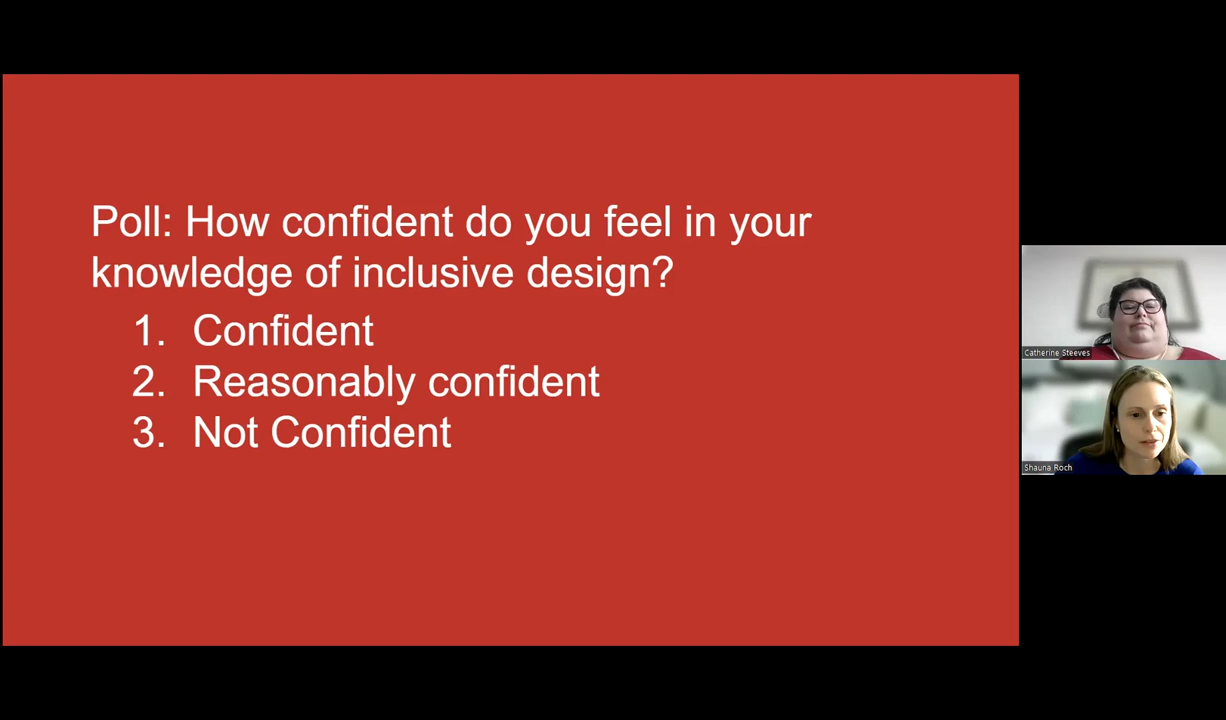 Poll: How confident do you feel in your
knowledge of inclusive design?
1. Confident
2. Reasonably confident
3. Not Confident
Catherine Steeves
Shauna Roch